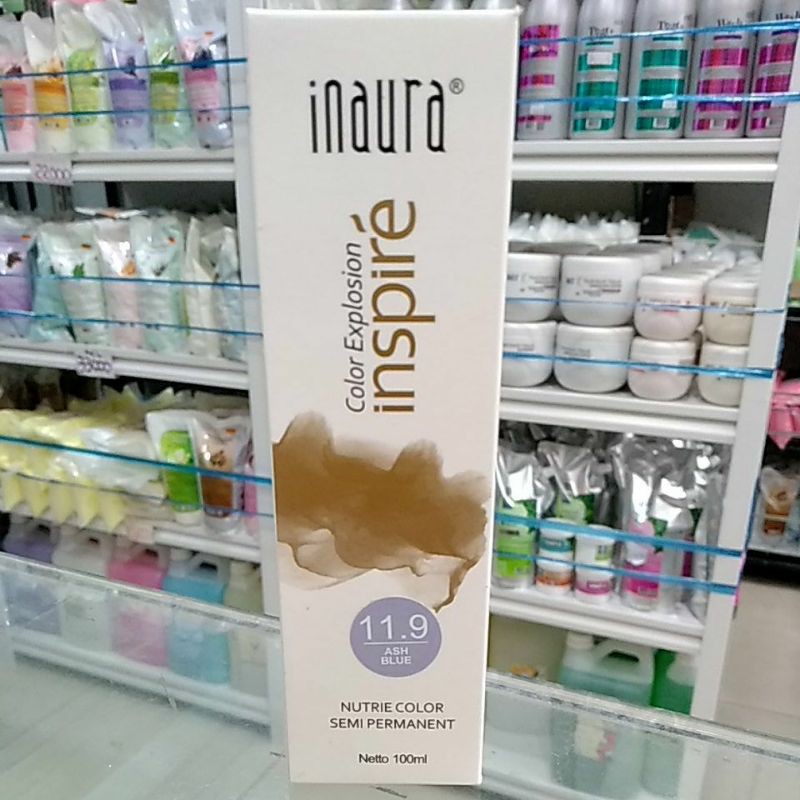 inaura®
Color Explosion
inspiré
11.9
ASH
BLUE
NUTRIE COLOR
SEMI PERMANENT
Netto 100ml